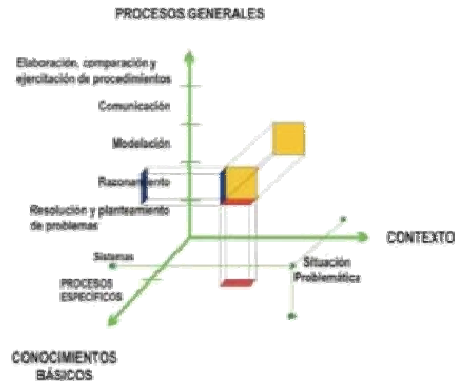 PROCESOS GENERALES
Elaboración, comparación y
ejercitación de procedimientos
Comunicación
Modelación
Razonamiento
Resolución y planteamiento
de problemas
CONTEXTO
Sistemas
Situación
Problemática
PROCESOS
ESPECÍFICOS
CONOCIMIENTOS
BÁSICOS